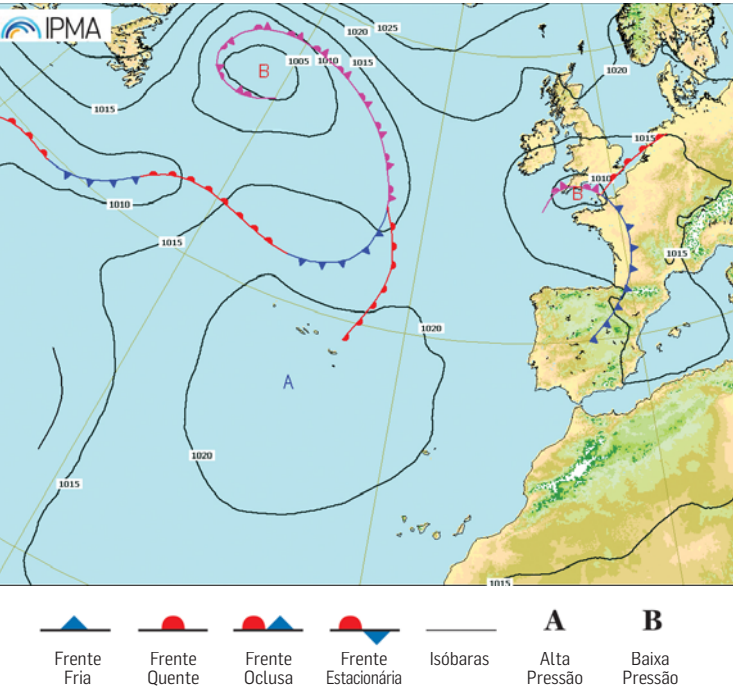 IPMA
1020
1025
B
1005
1010
1015
1020
1015
1015
1010
B
1010
1015
1015
1020
A
1020
1015
1015
A
B
Frente
Fria
Frente
Quente
Frente
Oclusa
Frente
Estacionária
Isóbaras
Alta
Pressão
Baixa
Pressão